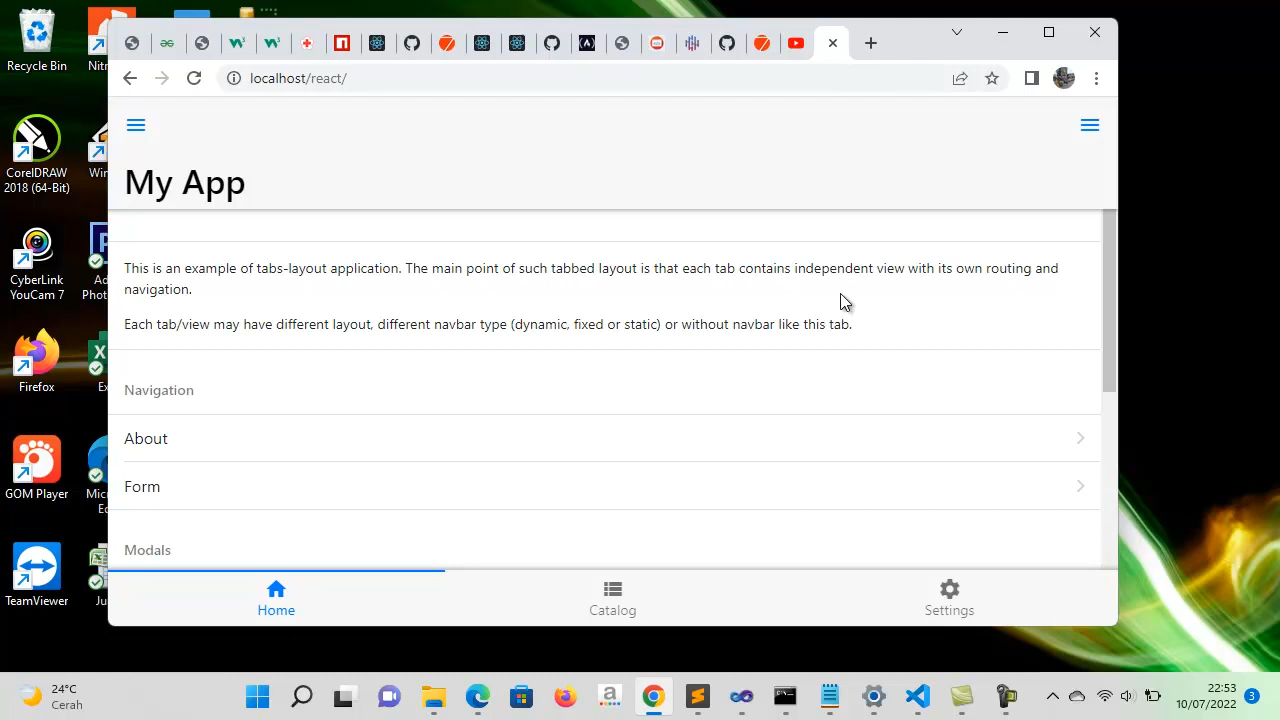 Recycle Bin
CorelDRAW
2018 (64-Bit)
CyberLink
YouCam 7
Firefox
GOM Player
TeamViewer
localhost/react/
My App
This is an example of tabs-layout application. The main point of such tabbed layout is that each tab contains independent view with its own routing and
navigation.
Each tab/view may have different layout, different navbar type (dynamic, fixed or static) or without navbar like this tab.
Navigation
About
Form
Modals
Home
Catalog
Settings
24°C
Cerah
22:53
10/07/2022
3